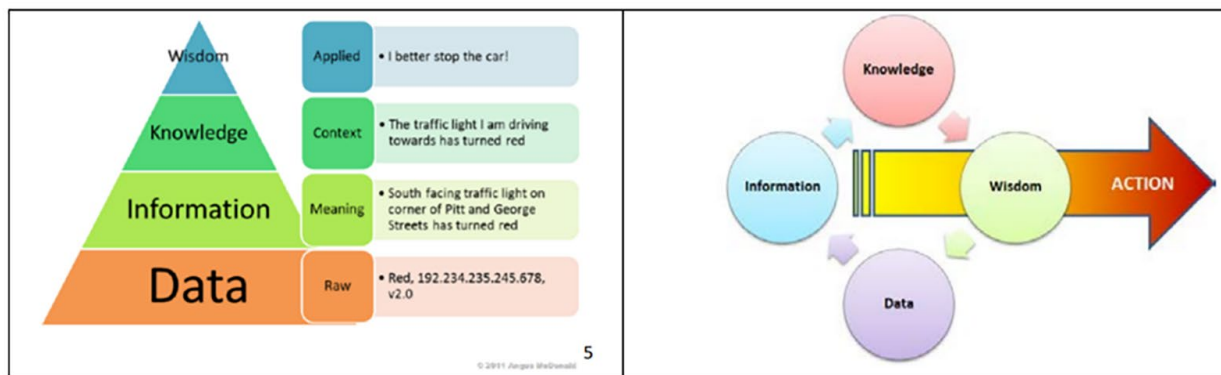 Wisdom
Applied
• I better stop the car!
Knowledge
Context
• The traffic light I am driving
towards has turned red
Information
Meaning
• South facing traffic light on
corner of Pitt and George
Streets has turned red
Data
Raw
• Red, 192.234.235.245.678,
v2.0
5
© 2011 Angus McDonald
Knowledge
Information
Wisdom
ACTION
Data